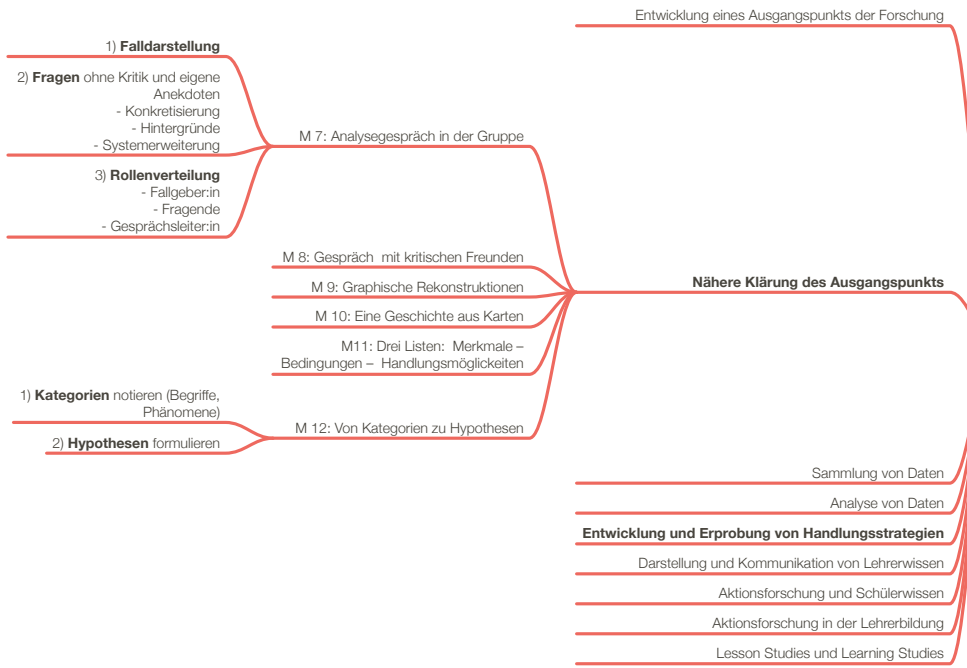 Entwicklung eines Ausgangspunkts der Forschung
1) Falldarstellung
2) Fragen ohne Kritik und eigene
Anekdoten
- Konkretisierung
- Hintergründe
- Systemerweiterung
3) Rollenverteilung
- Fallgeber:in
- Fragende
- Gesprächsleiter:in
M 7: Analysegespräch in der Gruppe
M 8: Gespräch mit kritischen Freunden
M 9: Graphische Rekonstruktionen
M 10: Eine Geschichte aus Karten
M11: Drei Listen: Merkmale –
Bedingungen – Handlungsmöglickeiten
1) Kategorien notieren (Begriffe,
Phänomene)
2) Hypothesen formulieren
M 12: Von Kategorien zu Hypothesen
Nähere Klärung des Ausgangspunkts
Sammlung von Daten
Analyse von Daten
Entwicklung und Erprobung von Handlungsstrategien
Darstellung und Kommunikation von Lehrerwissen
Aktionsforschung und Schülerwissen
Aktionsforschung in der Lehrerbildung
Lesson Studies und Learning Studies